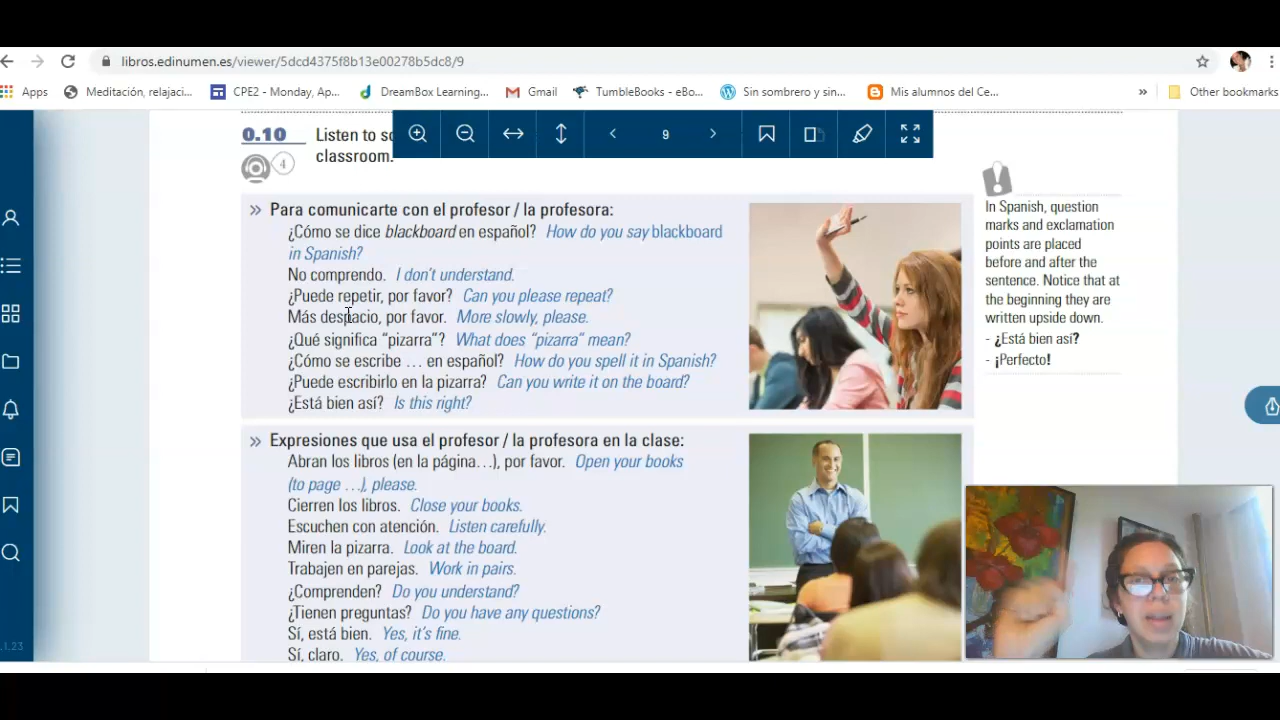 libros.edinumen.es/viewer/5dcd4375f8b13e00278b5dc8/9
Apps Meditación, relajaci... CPE2 - Monday, Ap... DreamBox Learning... Gmail TumbleBooks - eBo... Sin sombrero y sin... Mis alumnos del Ce... » Other bookmarks
9
0.10 Listen to so
classroom.
4
» Para comunicarte con el profesor / la profesora:
¿Cómo se dice blackboard en español? How do you say blackboard
in Spanish?
No comprendo. I don't understand.
¿Puede repetir, por favor? Can you please repeat?
Más despacio, por favor. More slowly, please.
¿Qué significa "pizarra"? What does "pizarra" mean?
¿Cómo se escribe … en español? How do you spell it in Spanish?
¿Puede escribirlo en la pizarra? Can you write it on the board?
¿Está bien así? Is this right?
In Spanish, question
marks and exclamation
points are placed
before and after the
sentence. Notice that at
the beginning they are
written upside down.
- ¿Está bien así?
- ¡Perfecto!
» Expresiones que usa el profesor / la profesora en la clase:
Abran los libros (en la página…), por favor. Open your books
(to page …), please.
Cierren los libros. Close your books.
Escuchen con atención. Listen carefully.
Miren la pizarra. Look at the board.
Trabajen en parejas. Work in pairs.
¿Comprenden? Do you understand?
¿Tienen preguntas? Do you have any questions?
Sí, está bien. Yes, it's fine.
Sí, claro. Yes, of course.
.1.23